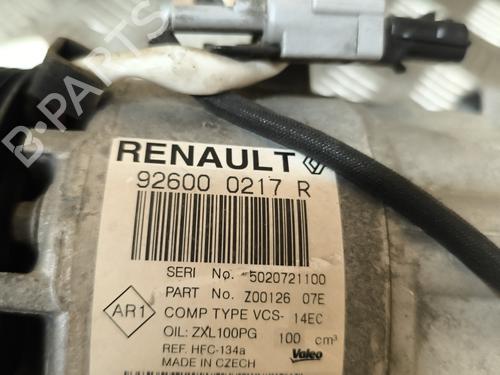 B-PARTS
RENAULT
92600 0217 R
SERI No. 5020721100
PART No. Z00126 07E
AR1
COMP TYPE VCS- 14EC
OIL: ZXL100PG 100 cm³
REF. HFC-134a
MADE IN CZECH
Valeo